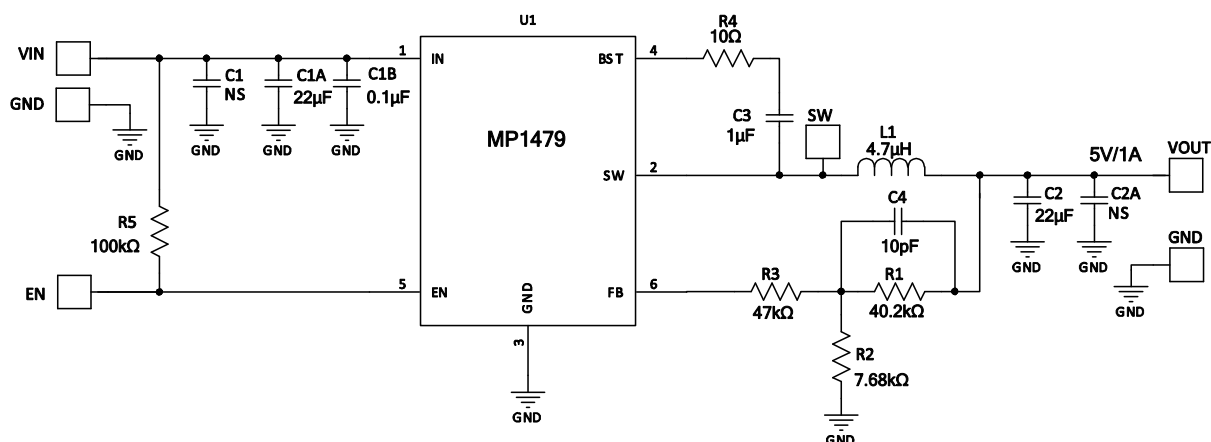 U1
VIN
GND
GND
C1
NS
GND
C1A
22μF
GND
C1B
0.1μF
GND
1
IN
MP1479
BST
4
R4
10Ω
C3
1μF
SW
SW
2
L1
4.7μH
5V/1A
VOUT
C2
22μF
GND
C2A
NS
GND
GND
GND
C4
10pF
R5
100kΩ
EN
5
EN
GND
3
GND
FB
6
R3
47kΩ
R1
40.2kΩ
R2
7.68kΩ
GND